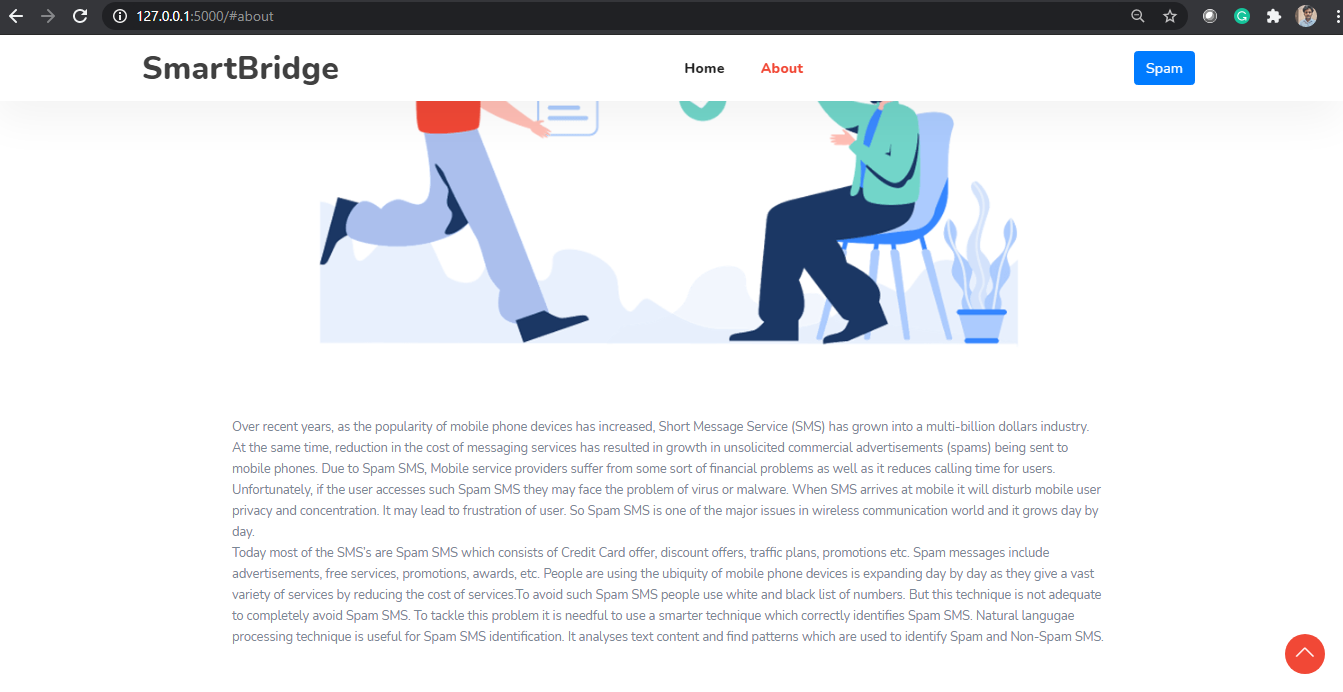 127.0.0.1:5000/#about
SmartBridge
Home
About
Spam
Over recent years, as the popularity of mobile phone devices has increased, Short Message Service (SMS) has grown into a multi-billion dollars industry.
At the same time, reduction in the cost of messaging services has resulted in growth in unsolicited commercial advertisements (spams) being sent to
mobile phones. Due to Spam SMS, Mobile service providers suffer from some sort of financial problems as well as it reduces calling time for users.
Unfortunately, if the user accesses such Spam SMS they may face the problem of virus or malware. When SMS arrives at mobile it will disturb mobile user
privacy and concentration. It may lead to frustration of user. So Spam SMS is one of the major issues in wireless communication world and it grows day by
day.
Today most of the SMS's are Spam SMS which consists of Credit Card offer, discount offers, traffic plans, promotions etc. Spam messages include
advertisements, free services, promotions, awards, etc. People are using the ubiquity of mobile phone devices is expanding day by day as they give a vast
variety of services by reducing the cost of services.To avoid such Spam SMS people use white and black list of numbers. But this technique is not adequate
to completely avoid Spam SMS. To tackle this problem it is needful to use a smarter technique which correctly identifies Spam SMS. Natural langugae
processing technique is useful for Spam SMS identification. It analyses text content and find patterns which are used to identify Spam and Non-Spam SMS.